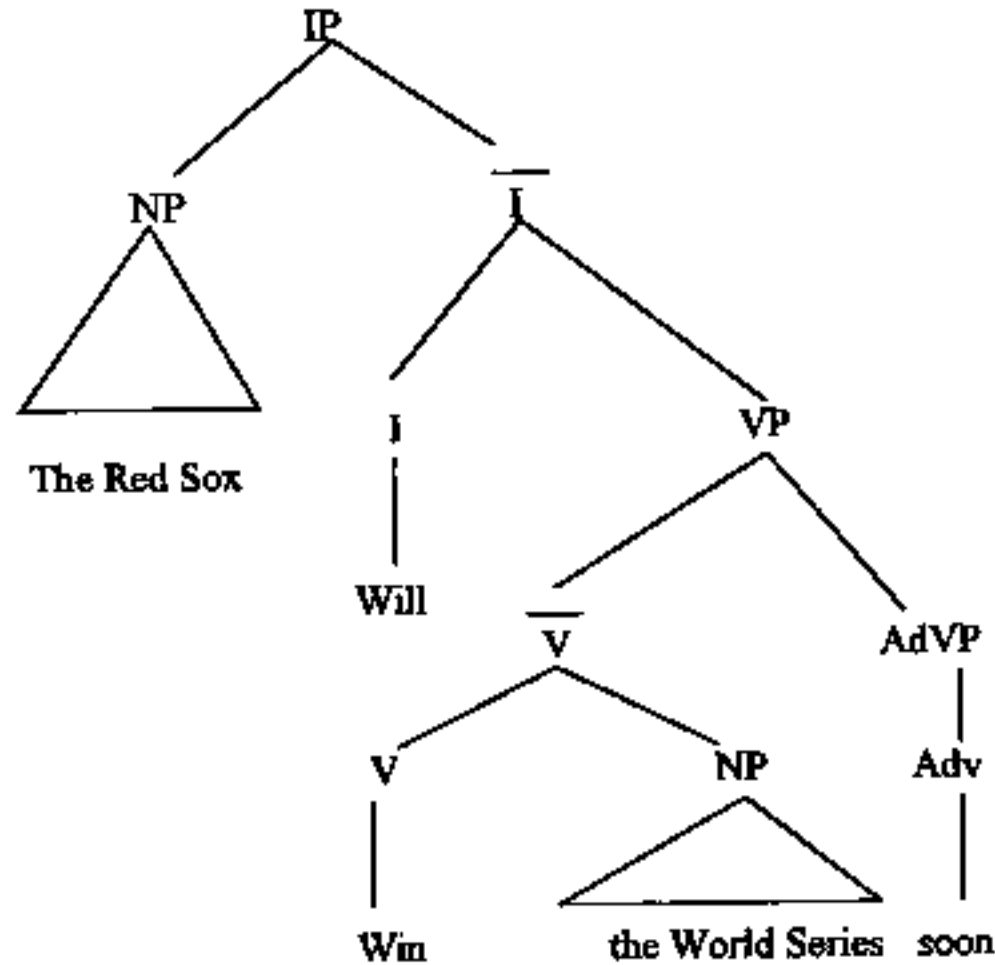 IP
NP
I̅
I
VP
The Red Sox
Will
V̅
AdVP
V
NP
Adv
Win
the World Series
soon